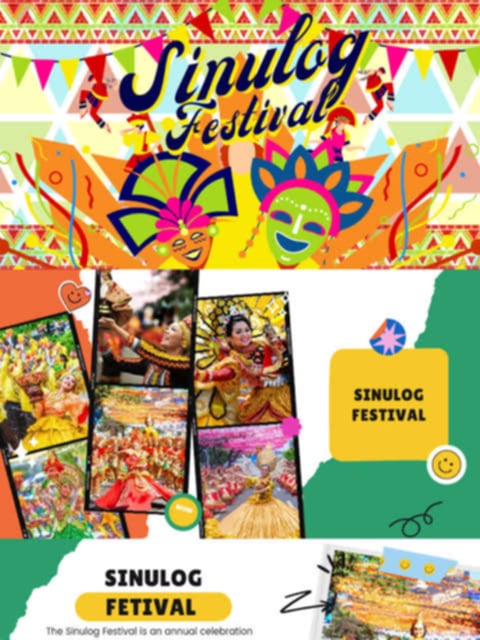 Sinulog
Festival
SINULOG
FESTIVAL
SINULOG
FETIVAL
The Sinulog Festival is an annual celebration